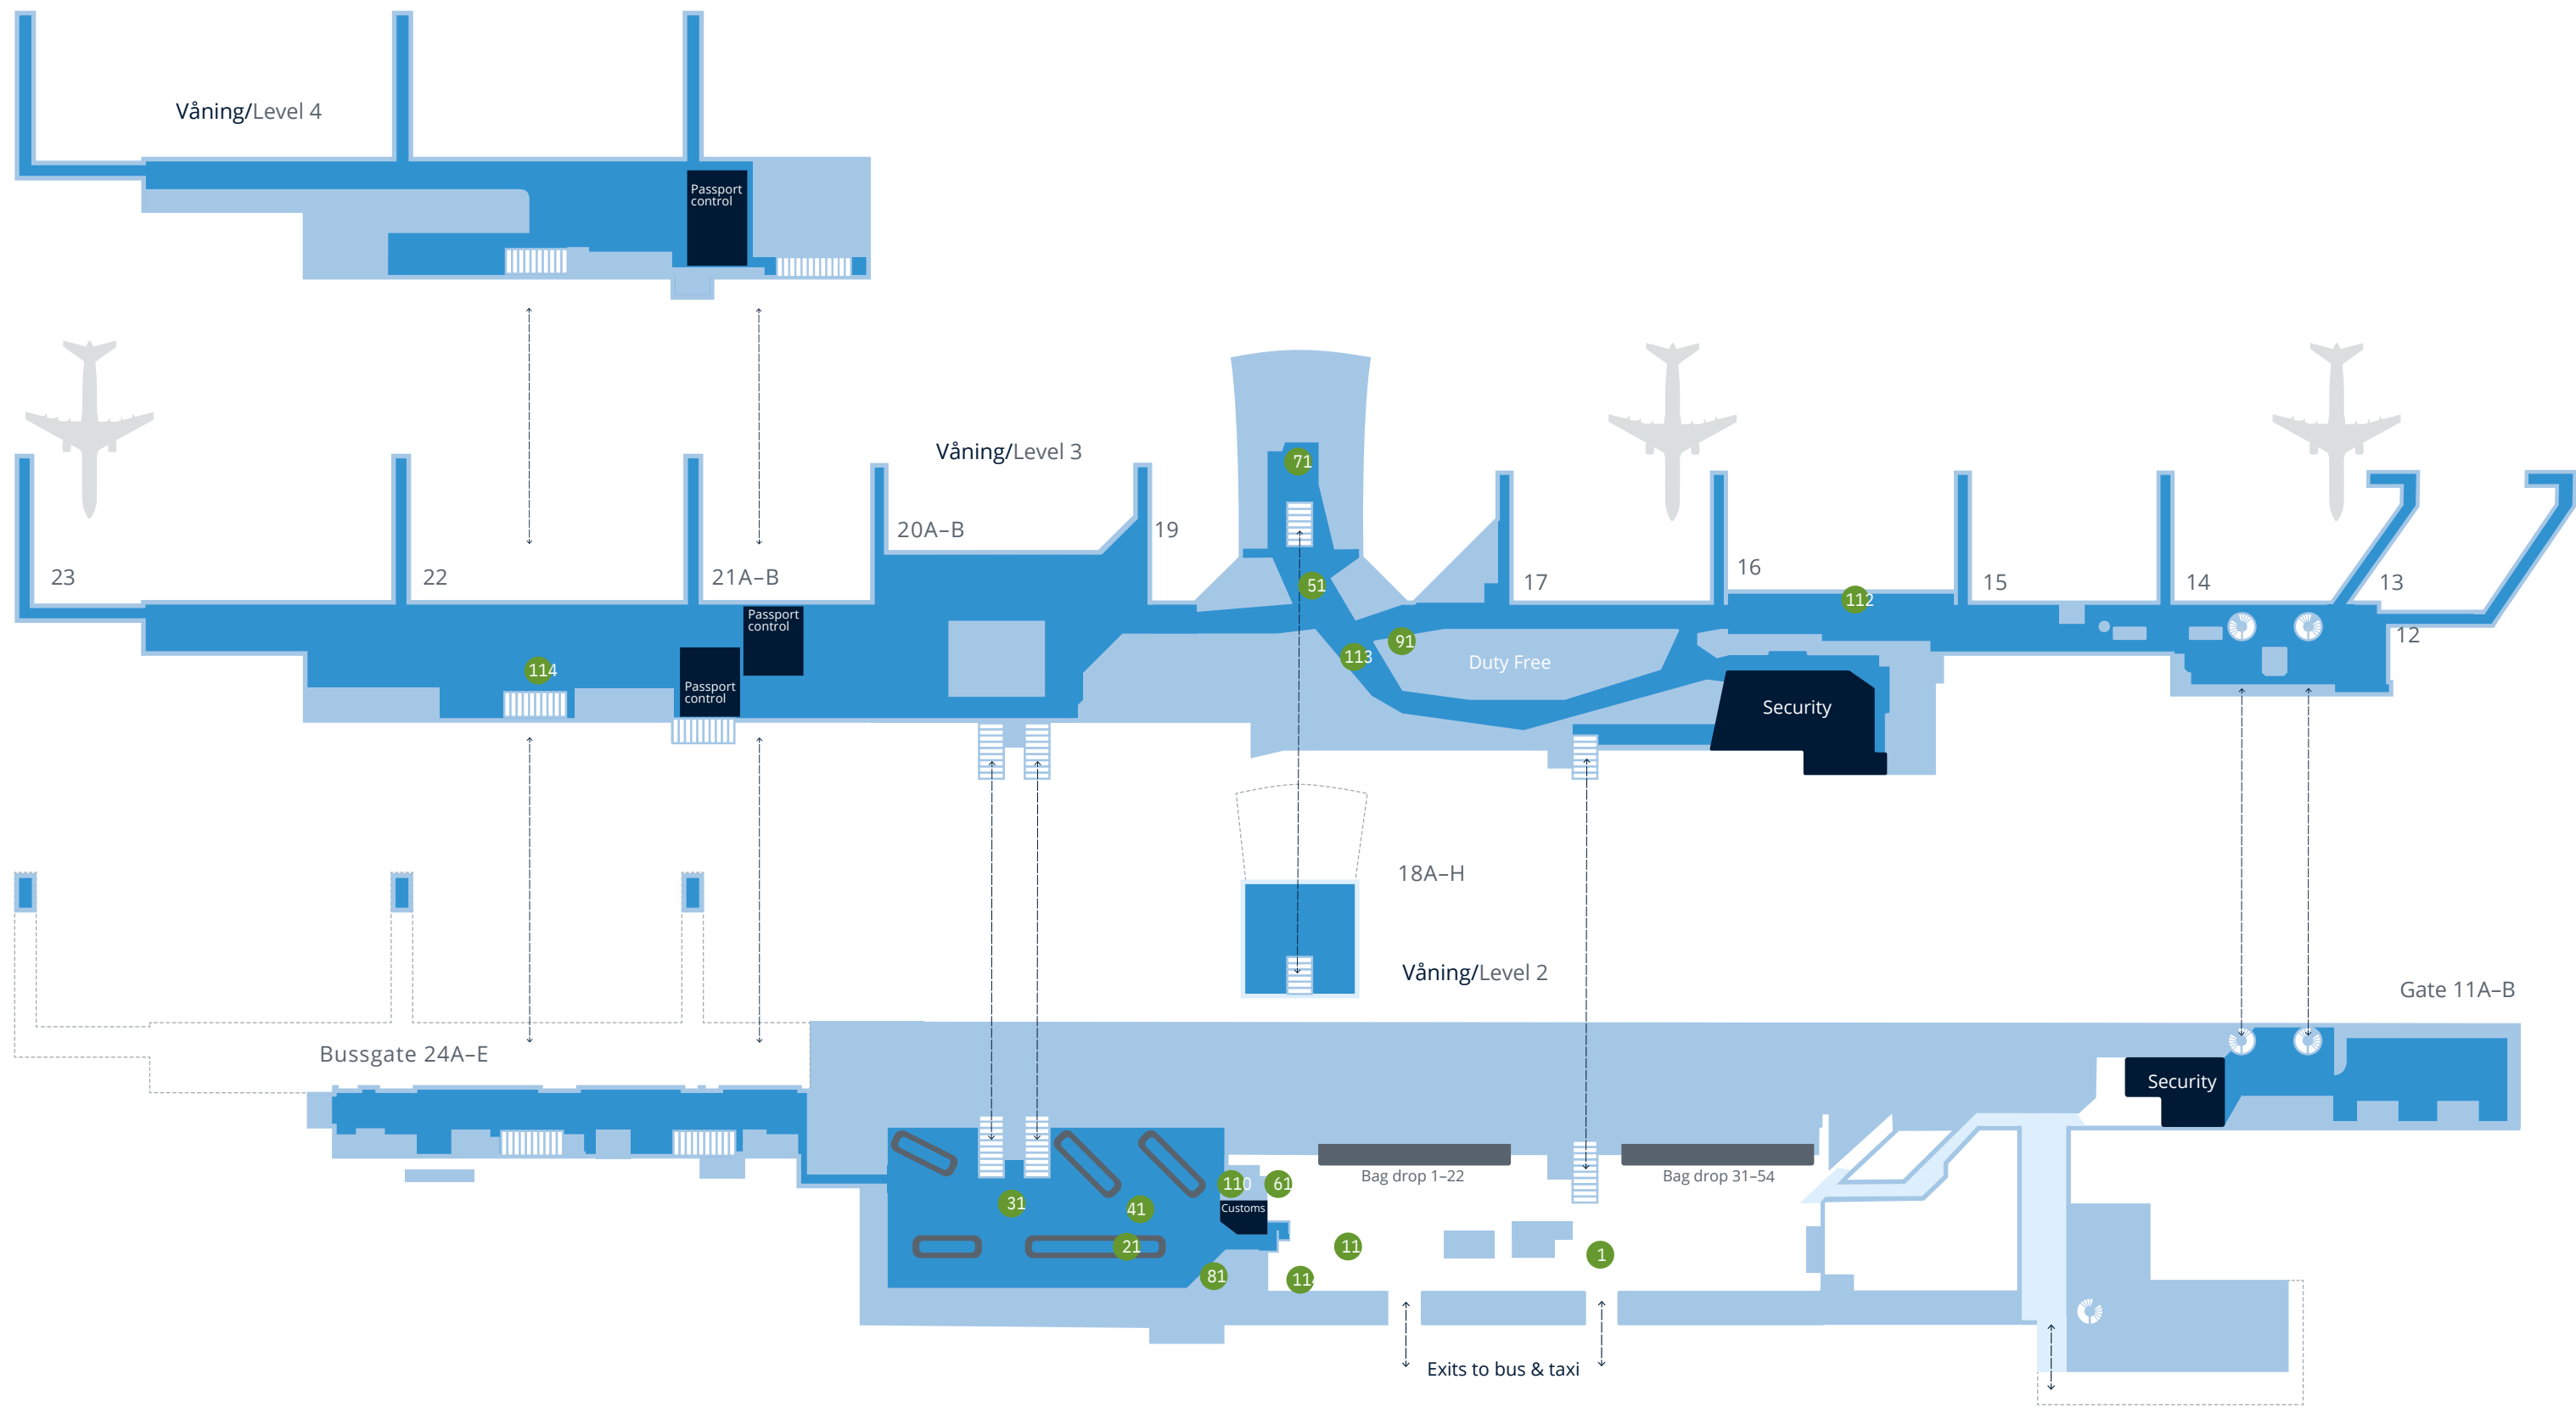 Våning/Level 4
Passport
control
Våning/Level 3
71
20A–B
19
23
22
21A–B
51
17
16
15
14
13
112
Passport
control
12
91
113
Duty Free
114
Passport
control
Security
18A–H
Våning/Level 2
Gate 11A–B
Bussgate 24A–E
Security
Bag drop 1–22
Bag drop 31–54
110
61
31
41
Customs
21
11
1
81
114
Exits to bus & taxi